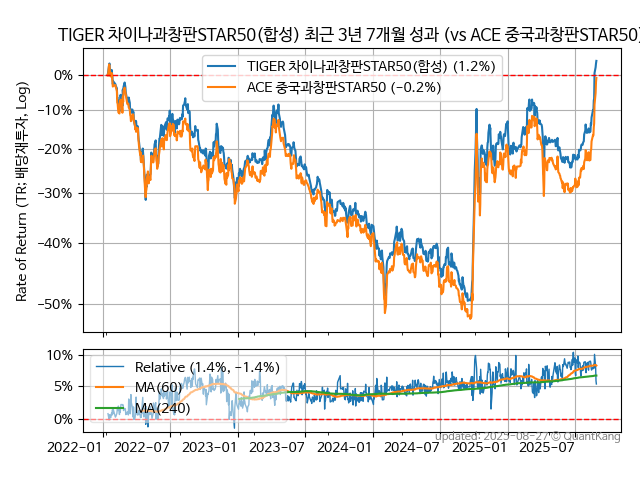 TIGER 차이나과창판STAR50(합성) 최근 3년 7개월 성과 (vs ACE 중국과창판STAR50)
Rate of Return (TR: 배당재투자, Log)
0%
−10%
−20%
−30%
−40%
−50%
TIGER 차이나과창판STAR50(합성) (1.2%)
ACE 중국과창판STAR50 (−0.2%)
10%
5%
0%
Relative (1.4%, −1.4%)
MA(60)
MA(240)
2022−01 2022−07 2023−01 2023−07 2024−01 2024−07 2025−01 2025−07
updated: 2025−08−27 © QuantKang